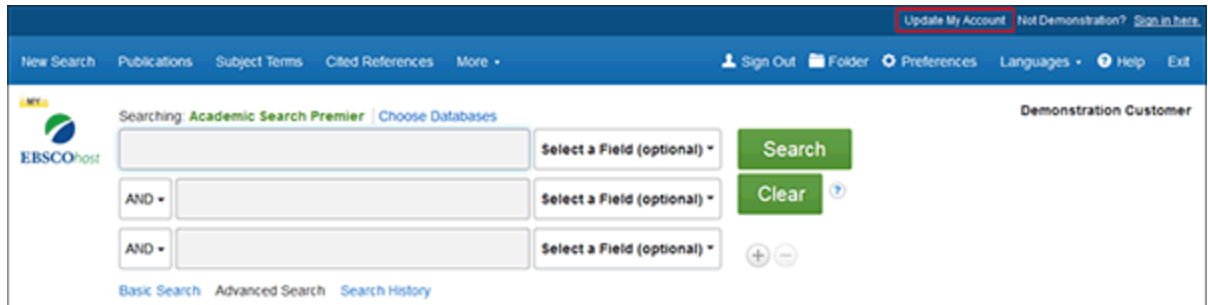 Update My Account Not Demonstration? Sign in here.
New Search Publications Subject Terms Cited References More Sign Out Folder Preferences Languages ? Help Exit
MY
EBSCOhost
Searching: Academic Search Premier | Choose Databases
Demonstration Customer
Select a Field (optional) Search
AND Select a Field (optional) Clear ?
AND Select a Field (optional) + −
Basic Search Advanced Search Search History